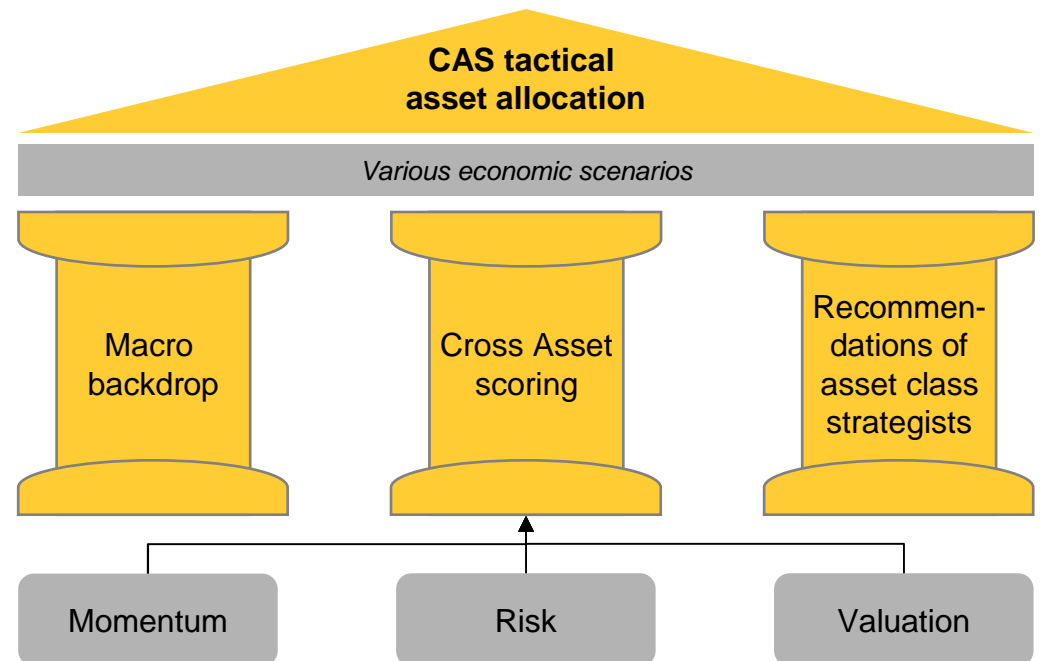 CAS tactical
asset allocation
Various economic scenarios
Macro
backdrop
Cross Asset
scoring
Recommen-
dations of
asset class
strategists
Momentum
Risk
Valuation